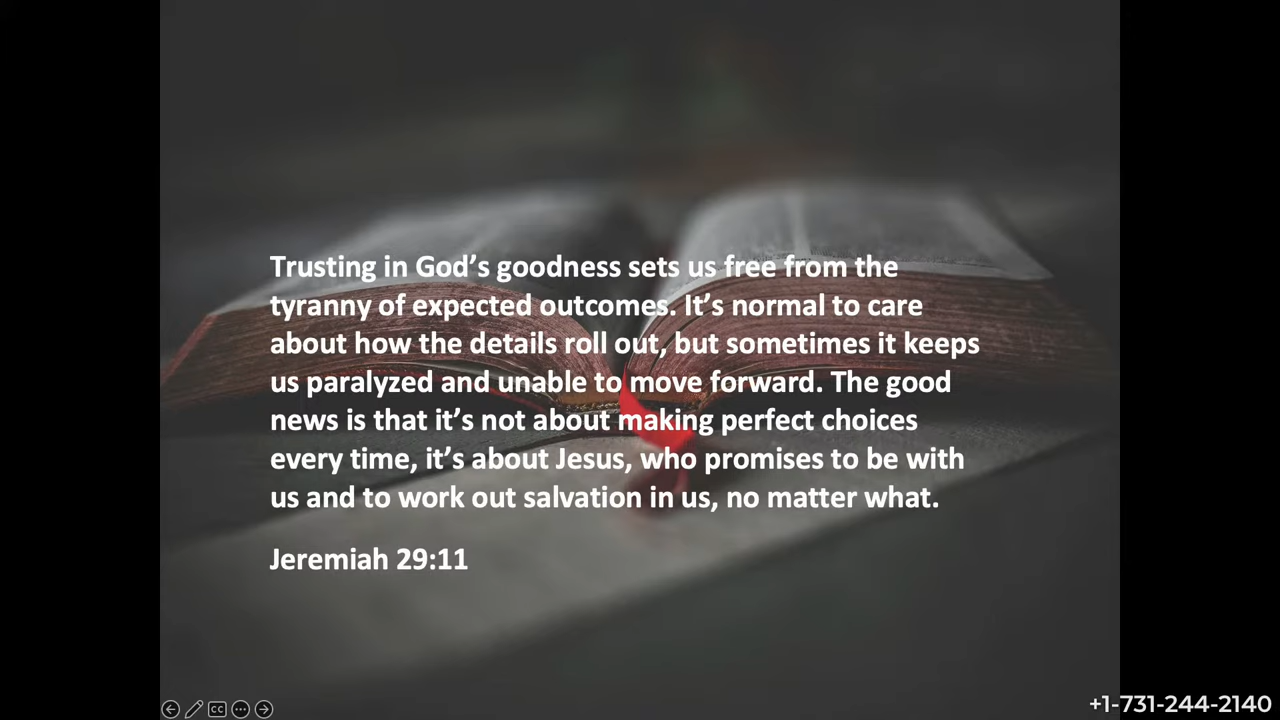 Trusting in God’s goodness sets us free from the
tyranny of expected outcomes. It’s normal to care
about how the details roll out, but sometimes it keeps
us paralyzed and unable to move forward. The good
news is that it’s not about making perfect choices
every time, it’s about Jesus, who promises to be with
us and to work out salvation in us, no matter what.
Jeremiah 29:11
CC
+1-731-244-2140